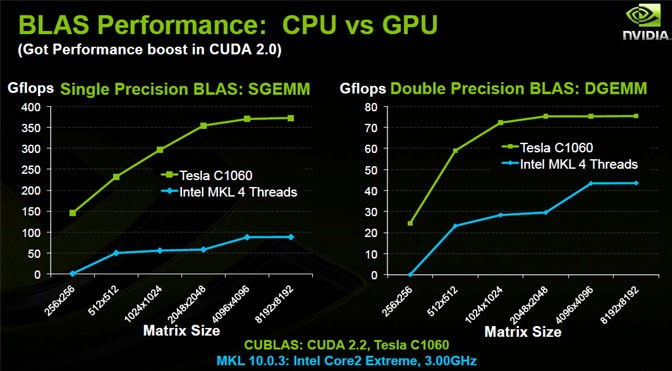 BLAS Performance: CPU vs GPU
(Got Performance boost in CUDA 2.0)
NVIDIA
Gflops
Single Precision BLAS: SGEMM
400
350
300
250
200
150
100
50
0
Tesla C1060
Intel MKL 4 Threads
256x256
512x512
1024x1024
2048x2048
4096x4096
8192x8192
Matrix Size
Gflops
Double Precision BLAS: DGEMM
80
70
60
50
40
30
20
10
0
Tesla C1060
Intel MKL 4 Threads
256x256
512x512
1024x1024
2048x2048
4096x4096
8192x8192
Matrix Size
CUBLAS: CUDA 2.2, Tesla C1060
MKL 10.0.3: Intel Core2 Extreme, 3.00GHz